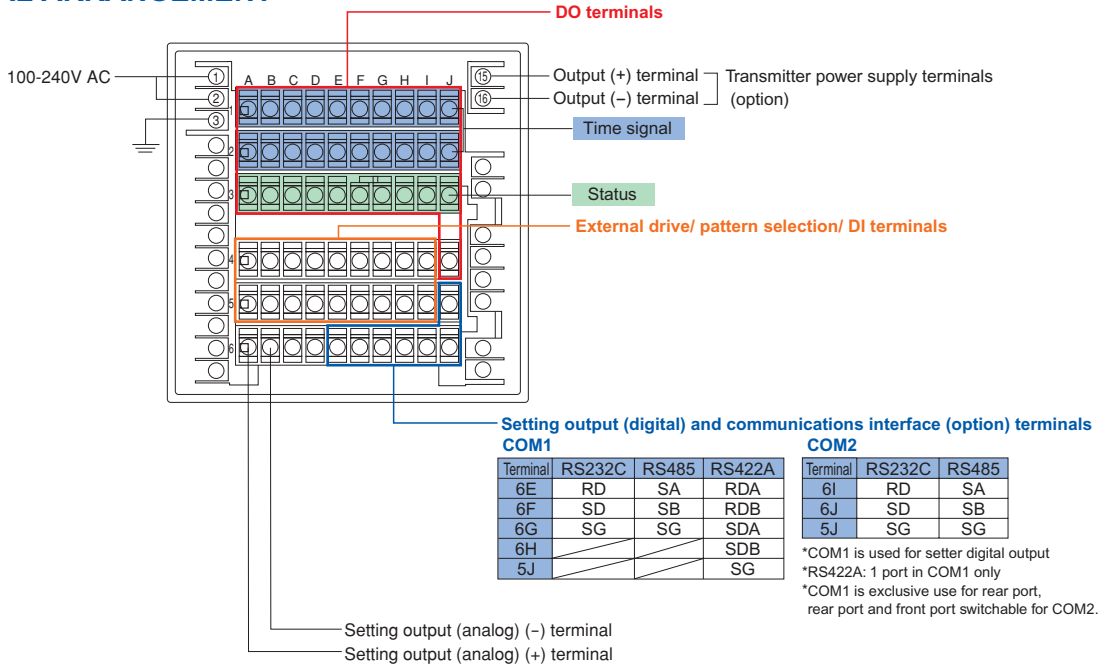 DO terminals
100-240V AC
1
2
3
A B C D E F G H I J
15
16
Output (+) terminal
Output (−) terminal
Transmitter power supply terminals
(option)
1
Time signal
2
3
Status
External drive/ pattern selection/ DI terminals
4
5
6
Setting output (digital) and communications interface (option) terminals
COM1
Terminal RS232C RS485 RS422A
6E RD SA RDA
6F SD SB RDB
6G SG SG SDA
6H SDB
5J SG
COM2
Terminal RS232C RS485
6I RD SA
6J SD SB
5J SG SG
*COM1 is used for setter digital output
*RS422A: 1 port in COM1 only
*COM1 is exclusive use for rear port,
rear port and front port switchable for COM2.
Setting output (analog) (−) terminal
Setting output (analog) (+) terminal